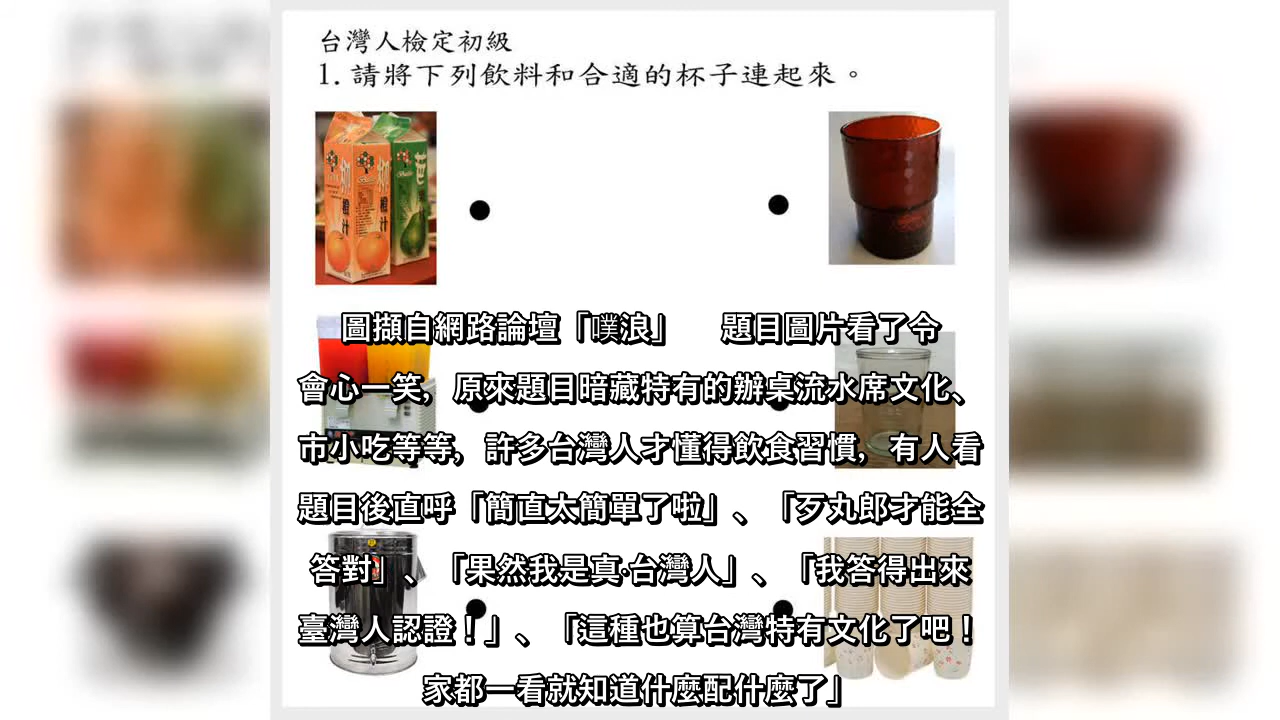 台灣人檢定初級
1. 請將下列飲料和合適的杯子連起來。
柳橙汁
芭
圖擷自網路論壇「噗浪」 題目圖片看了令
會心一笑，原來題目暗藏特有的辦桌流水席文化、
市小吃等等，許多台灣人才懂得飲食習慣，有人看
題目後直呼「簡直太簡單了啦」、「歹丸郎才能全
答對」、「果然我是真·台灣人」、「我答得出來
臺灣人認證！」、「這種也算台灣特有文化了吧！
家都一看就知道什麼配什麼了」